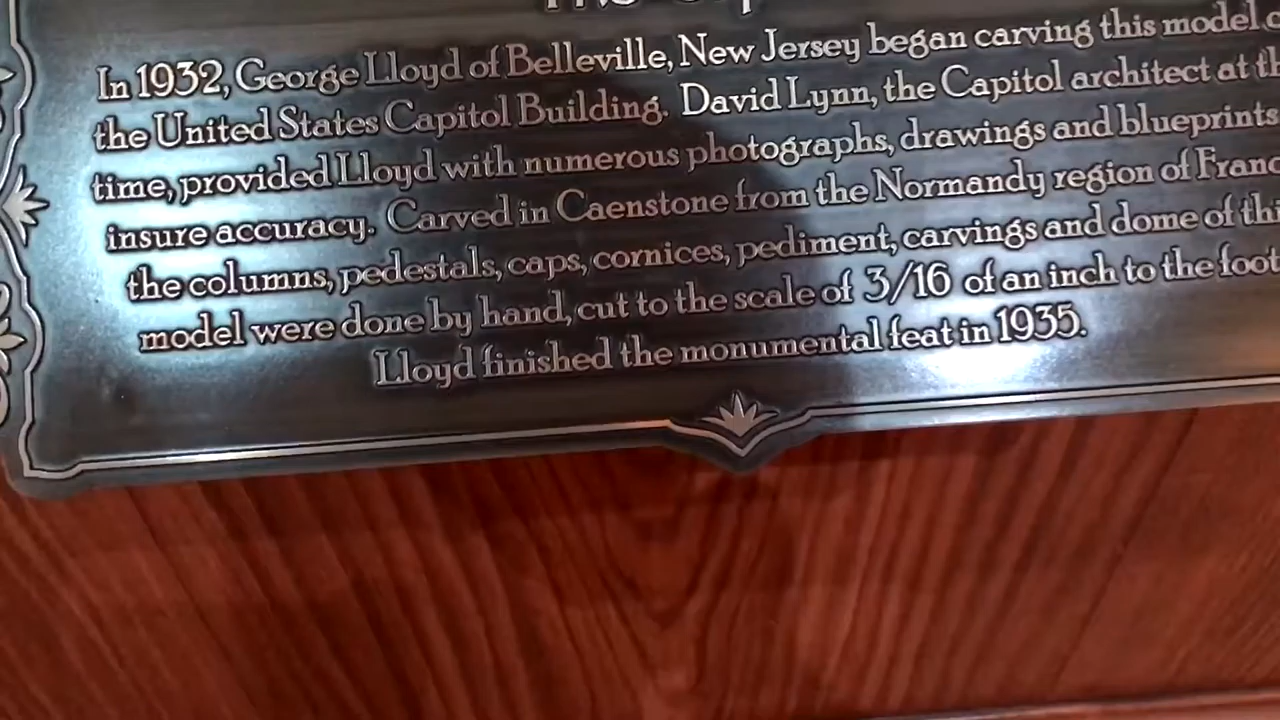 In 1932, George Lloyd of Belleville, New Jersey began carving this model
the United States Capitol Building. David Lynn, the Capitol architect at
time, provided Lloyd with numerous photographs, drawings and blueprints
insure accuracy. Carved in Caenstone from the Normandy region of
the columns, pedestals, caps, cornices, pediment, carvings and dome of
model were done by hand, cut to the scale of 3/16 of an inch to the foot
Lloyd finished the monumental feat in 1935.